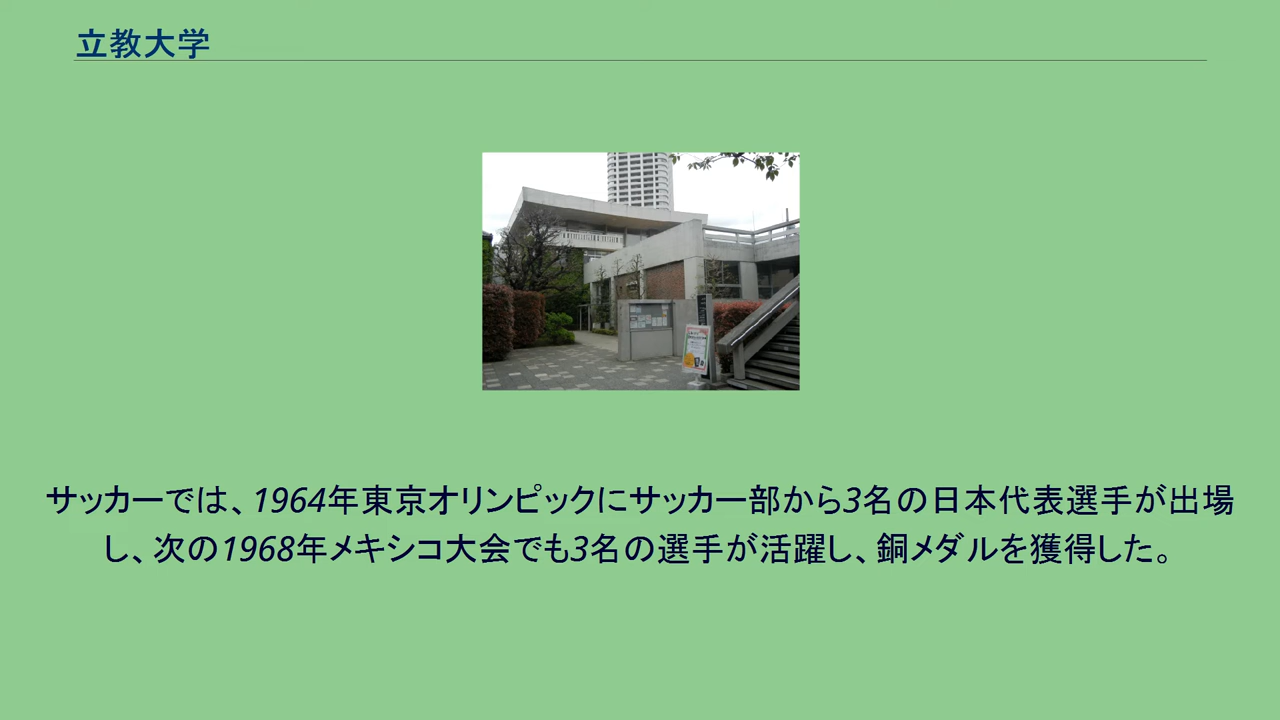 立教大学
サッカーでは、1964年東京オリンピックにサッカー部から3名の日本代表選手が出場
し、次の1968年メキシコ大会でも3名の選手が活躍し、銅メダルを獲得した。